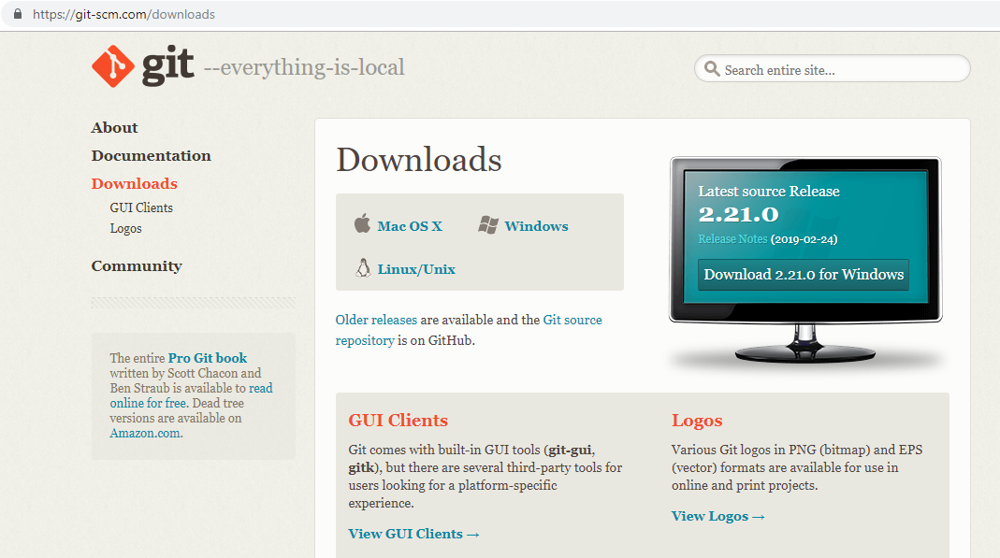 https://git-scm.com/downloads
git --everything-is-local
Search entire site...
About
Documentation
Downloads
GUI Clients
Logos
Community
The entire Pro Git book
written by Scott Chacon and
Ben Straub is available to read
online for free. Dead tree
versions are available on
Amazon.com.
Downloads
Mac OS X
Windows
Linux/Unix
Older releases are available and the Git source
repository is on GitHub.
Latest source Release
2.21.0
Release Notes (2019-02-24)
Download 2.21.0 for Windows
GUI Clients
Git comes with built-in GUI tools (git-gui,
gitk), but there are several third-party tools for
users looking for a platform-specific
experience.
View GUI Clients →
Logos
Various Git logos in PNG (bitmap) and EPS
(vector) formats are available for use in
online and print projects.
View Logos →